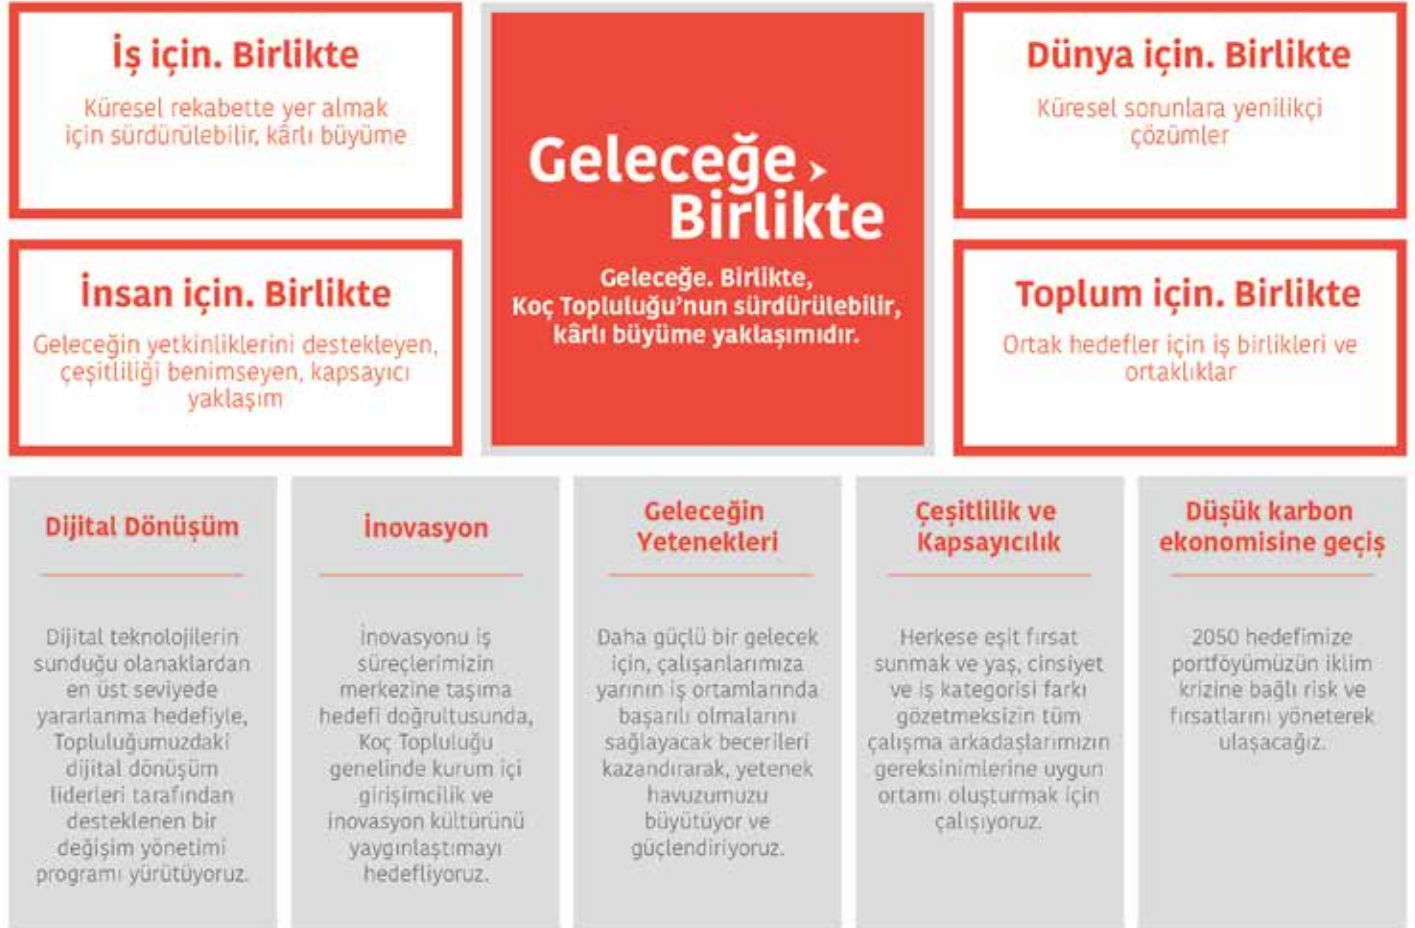 İş için. Birlikte
Küresel rekabette yer almak
için sürdürülebilir, kârlı büyüme
İnsan için. Birlikte
Geleceğin yetkinliklerini destekleyen,
çeşitliliği benimseyen, kapsayıcı
yaklaşım
Geleceğe
Birlikte
Geleceğe. Birlikte,
Koç Topluluğu’nun sürdürülebilir,
kârlı büyüme yaklaşımıdır.
Dünya için. Birlikte
Küresel sorunlara yenilikçi
çözümler
Toplum için. Birlikte
Ortak hedefler için iş birlikleri ve
ortaklıklar
Dijital Dönüşüm
Dijital teknolojilerin
sunduğu olanaklardan
en üst seviyede
yararlanma hedefiyle,
Topluluğumuzdaki
dijital dönüşüm
liderleri tarafından
desteklenen bir
değişim yönetimi
programı yürütüyoruz.
İnovasyon
İnovasyonu iş
süreçlerimizin
merkezine taşıma
hedefi doğrultusunda,
Koç Topluluğu
genelinde kurum içi
girişimcilik ve
inovasyon kültürünü
yaygınlaştımayı
hedefliyoruz.
Geleceğin
Yetenekleri
Daha güçlü bir gelecek
için, çalışanlarımıza
yarının iş ortamlarında
başarılı olmalarını
sağlayacak becerileri
kazandırarak, yetenek
havuzumuzu
büyütüyor ve
güçlendiriyoruz.
Çeşitlilik ve
Kapsayıcılık
Herkese eşit fırsat
sunmak ve yaş, cinsiyet
ve iş kategorisi farkı
gözetmeksizin tüm
çalışma arkadaşlarımızın
gereksinimlerine uygun
ortamı oluşturmak için
çalışıyoruz.
Düşük karbon
ekonomisine geçiş
2050 hedefimize
portföyümüzün iklim
krizine bağlı risk ve
fırsatlarını yöneterek
ulaşacağız.